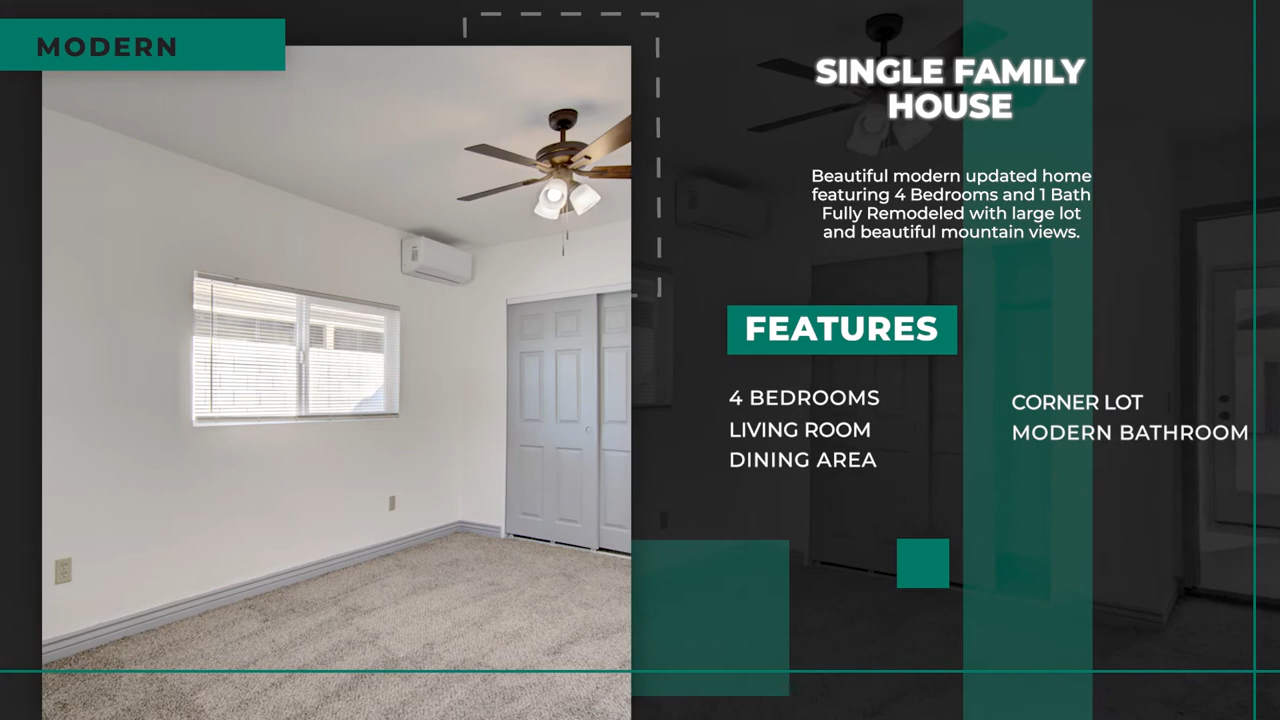 MODERN
SINGLE FAMILY
HOUSE
Beautiful modern updated home
featuring 4 Bedrooms and 1 Bath
Fully Remodeled with large lot
and beautiful mountain views.
FEATURES
4 BEDROOMS
LIVING ROOM
DINING AREA
CORNER LOT
MODERN BATHROOM